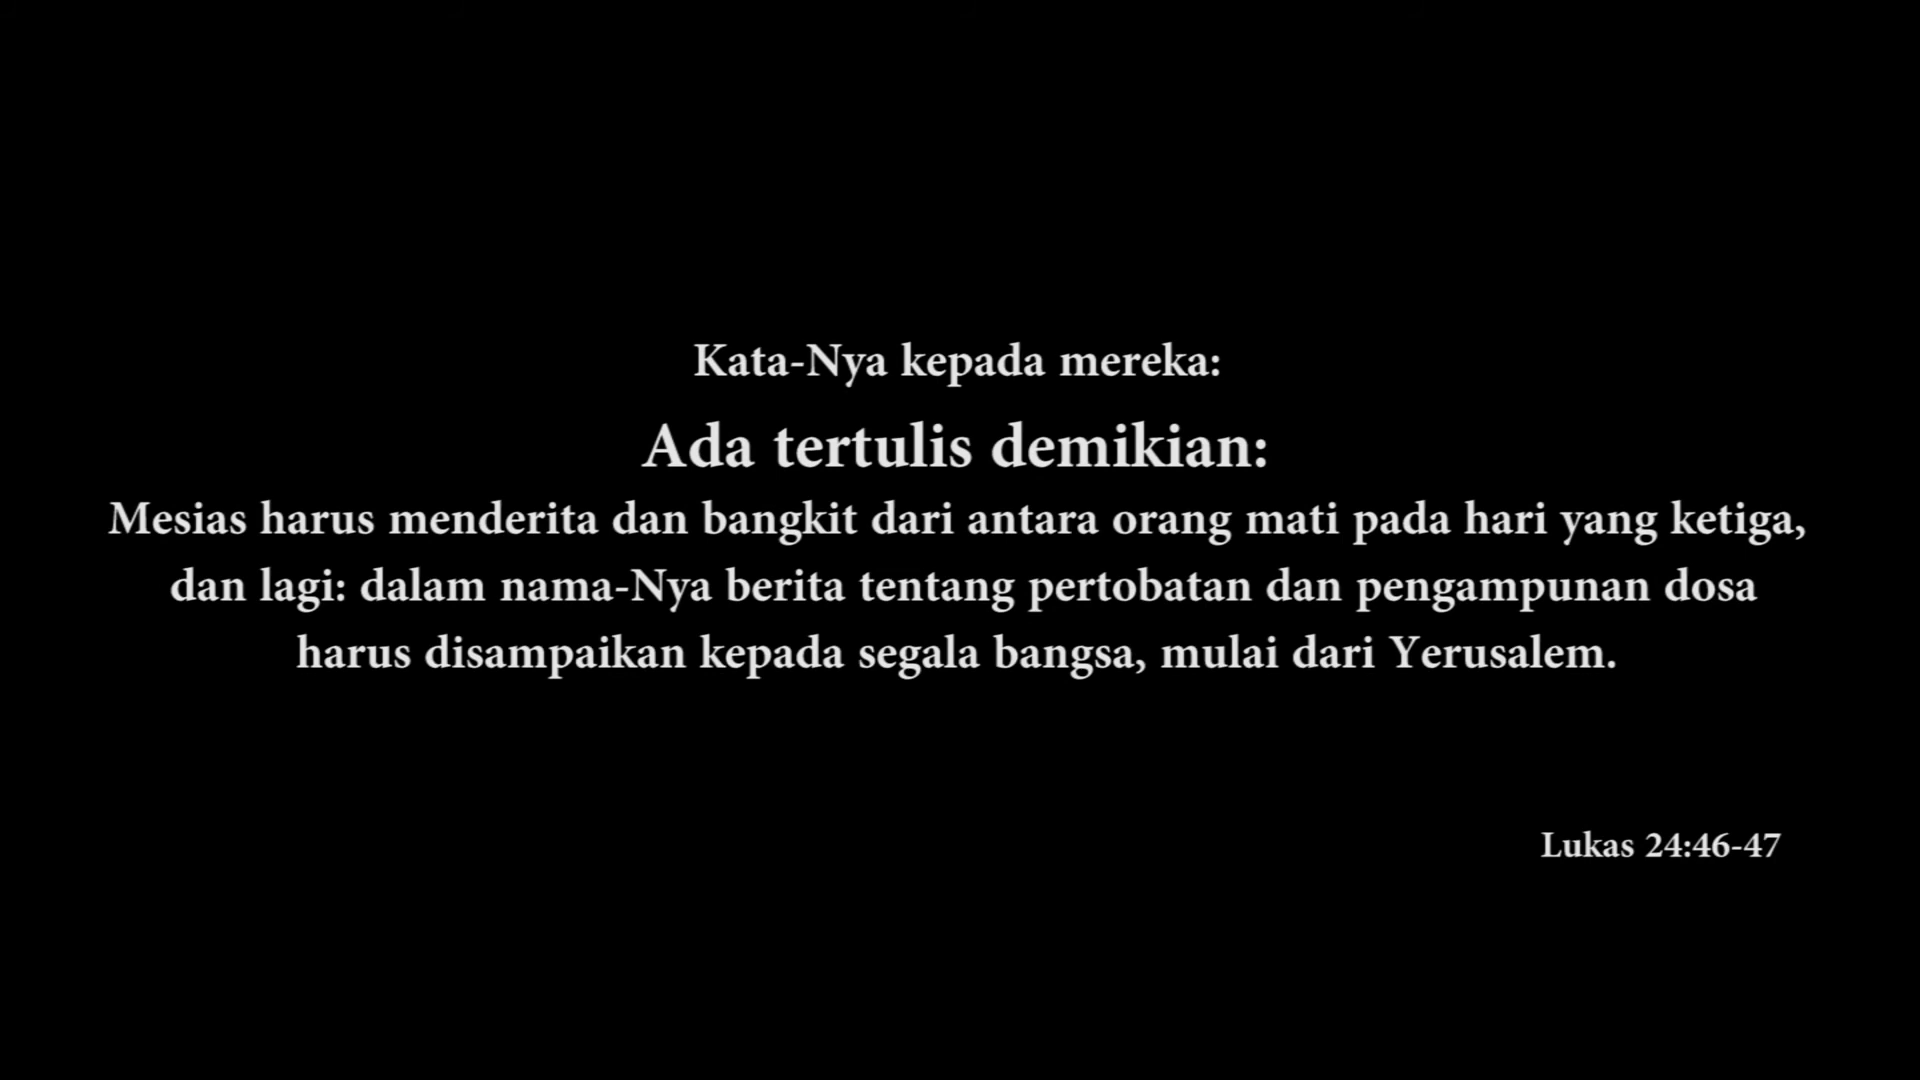 Kata-Nya kepada mereka:
Ada tertulis demikian:
Mesias harus menderita dan bangkit dari antara orang mati pada hari yang ketiga,
dan lagi: dalam nama-Nya berita tentang pertobatan dan pengampunan dosa
harus disampaikan kepada segala bangsa, mulai dari Yerusalem.
Lukas 24:46-47